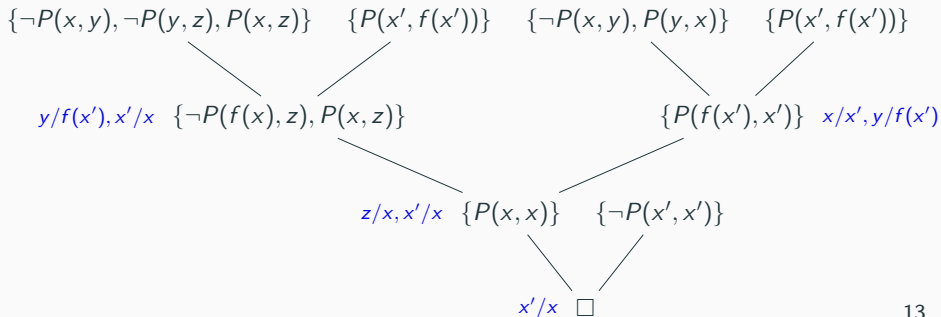 {¬P(x, y), ¬P(y, z), P(x, z)} {P(x′, f(x′))} {¬P(x, y), P(y, x)} {P(x′, f(x′))}
y/f(x′), x′/x {¬P(f(x), z), P(x, z)} {P(f(x′), x′)} x/x′, y/f(x′)
z/x, x′/x {P(x, x)} {¬P(x′, x′)}
x′/x □
13